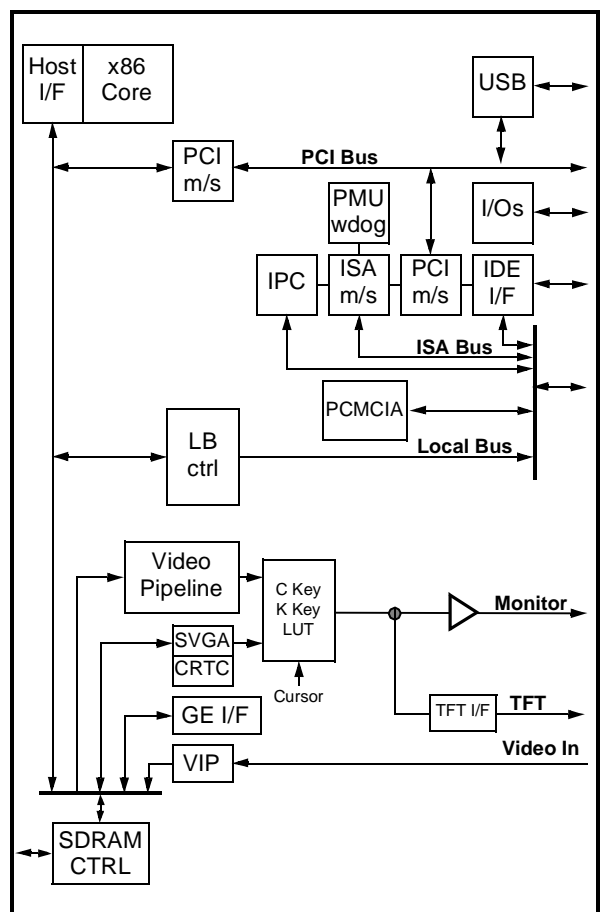 Host
I/F
x86
Core
USB
PCI
m/s
PCI Bus
PMU
wdog
I/Os
IPC
ISA
m/s
PCI
m/s
IDE
I/F
ISA Bus
PCMCIA
LB
ctrl
Local Bus
Video
Pipeline
C Key
K Key
LUT
Monitor
SVGA
CRTC
Cursor
GE I/F
TFT I/F
TFT
VIP
Video In
SDRAM
CTRL